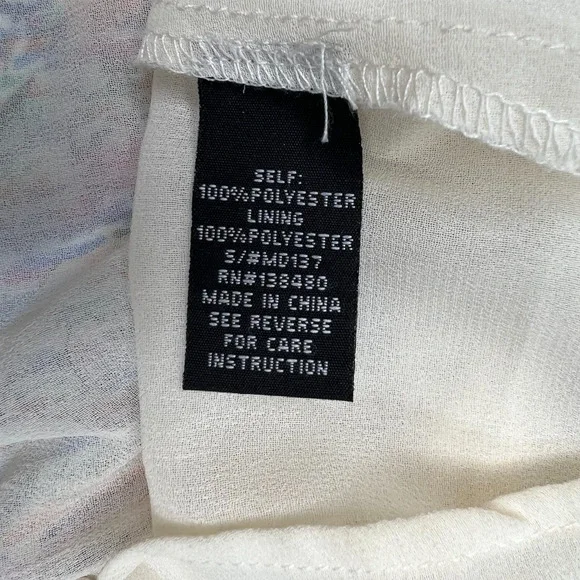 SELF:
100%POLYESTER
LINING
100%POLYESTER
S/#MD137
RN#138480
MADE IN CHINA
SEE REVERSE
FOR CARE
INSTRUCTION